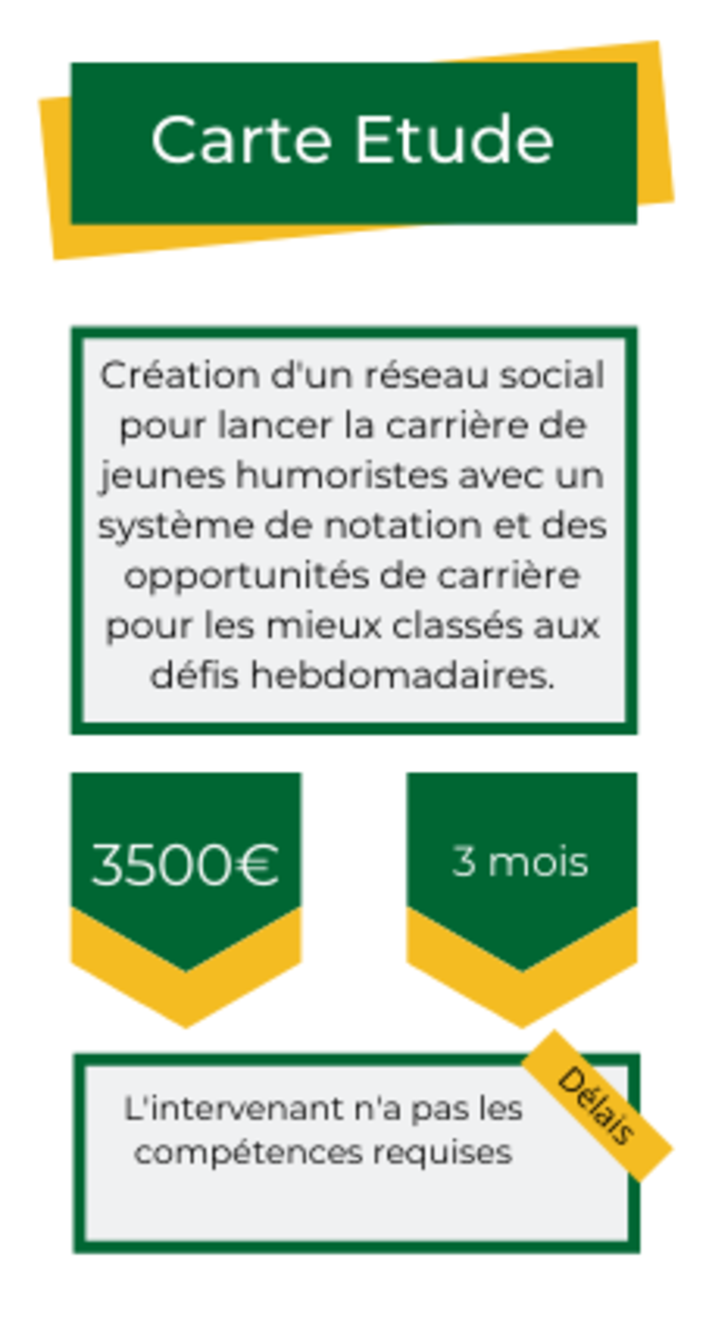 Carte Etude
Création d'un réseau social
pour lancer la carrière de
jeunes humoristes avec un
système de notation et des
opportunités de carrière
pour les mieux classés aux
défis hebdomadaires.
3500€
3 mois
Délais
L'intervenant n'a pas les
compétences requises